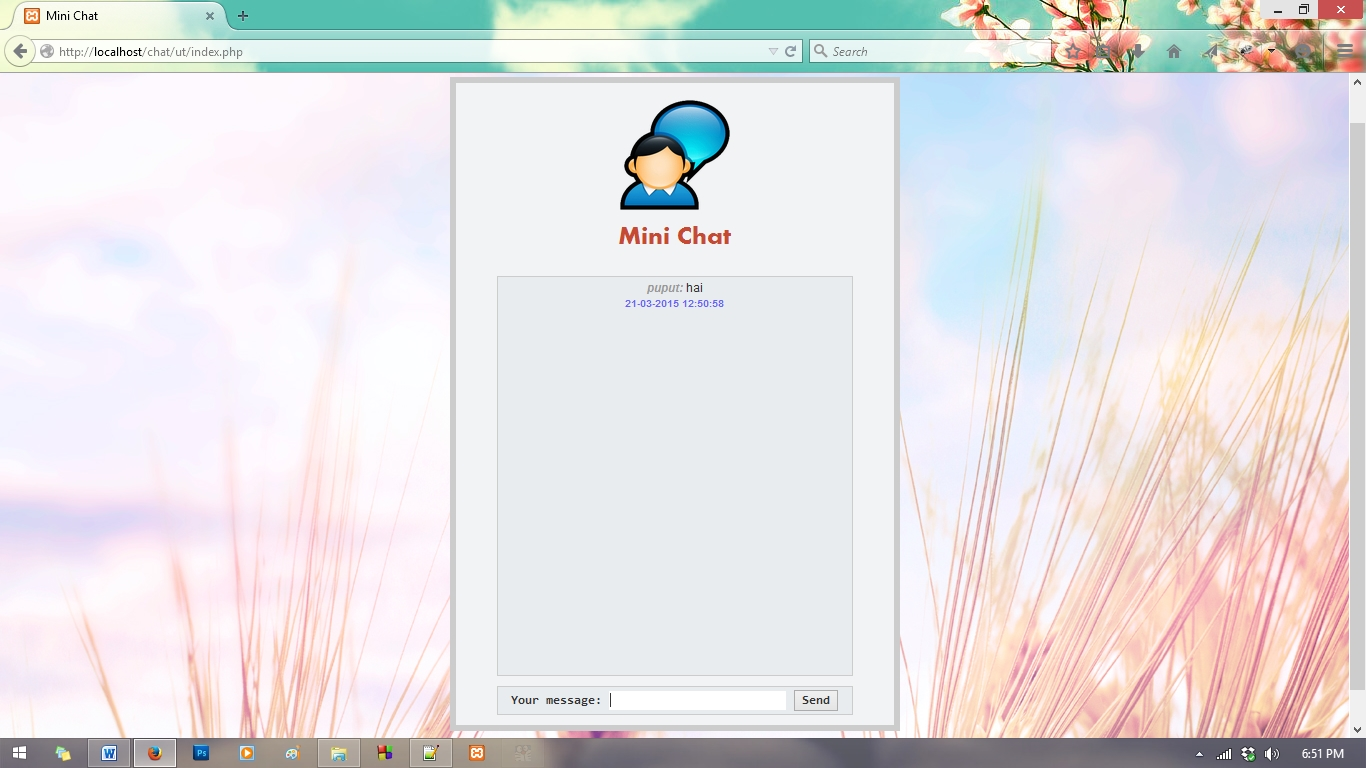 Mini Chat
http://localhost/chat/ut/index.php
Search
Mini Chat
puput: hai
21-03-2015 12:50:58
Your message:
Send
W
Ps
6:51 PM